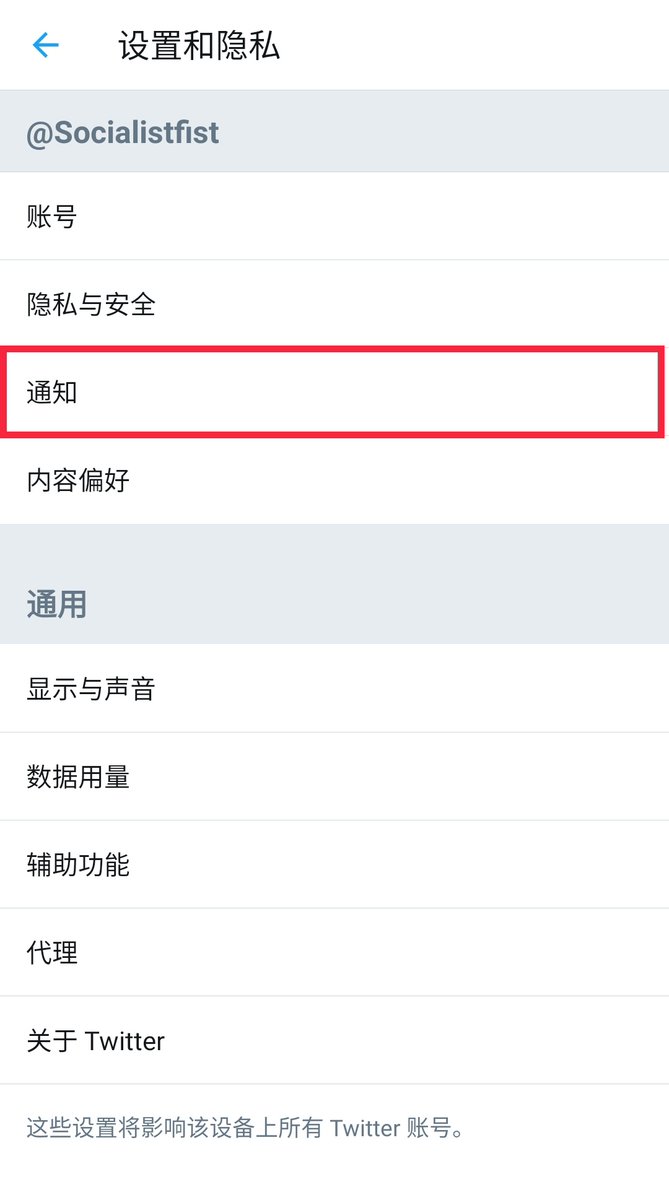 设置和隐私
@Socialistfist
账号
隐私与安全
通知
内容偏好
通用
显示与声音
数据用量
辅助功能
代理
关于 Twitter
这些设置将影响该设备上所有 Twitter 账号。